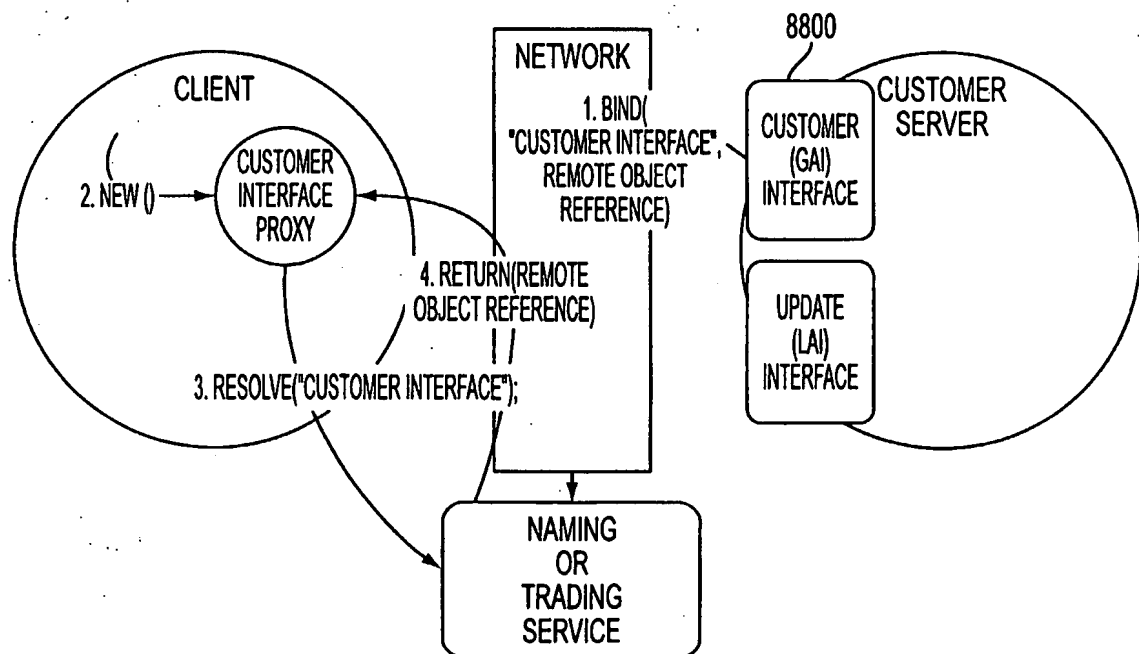 8800
NETWORK
CLIENT
1. BIND(
"CUSTOMER INTERFACE",
REMOTE OBJECT
REFERENCE)
CUSTOMER
(GAI)
INTERFACE
CUSTOMER
SERVER
2. NEW ()
CUSTOMER
INTERFACE
PROXY
4. RETURN(REMOTE
OBJECT REFERENCE)
UPDATE
(LAI)
INTERFACE
3. RESOLVE("CUSTOMER INTERFACE");
NAMING
OR
TRADING
SERVICE